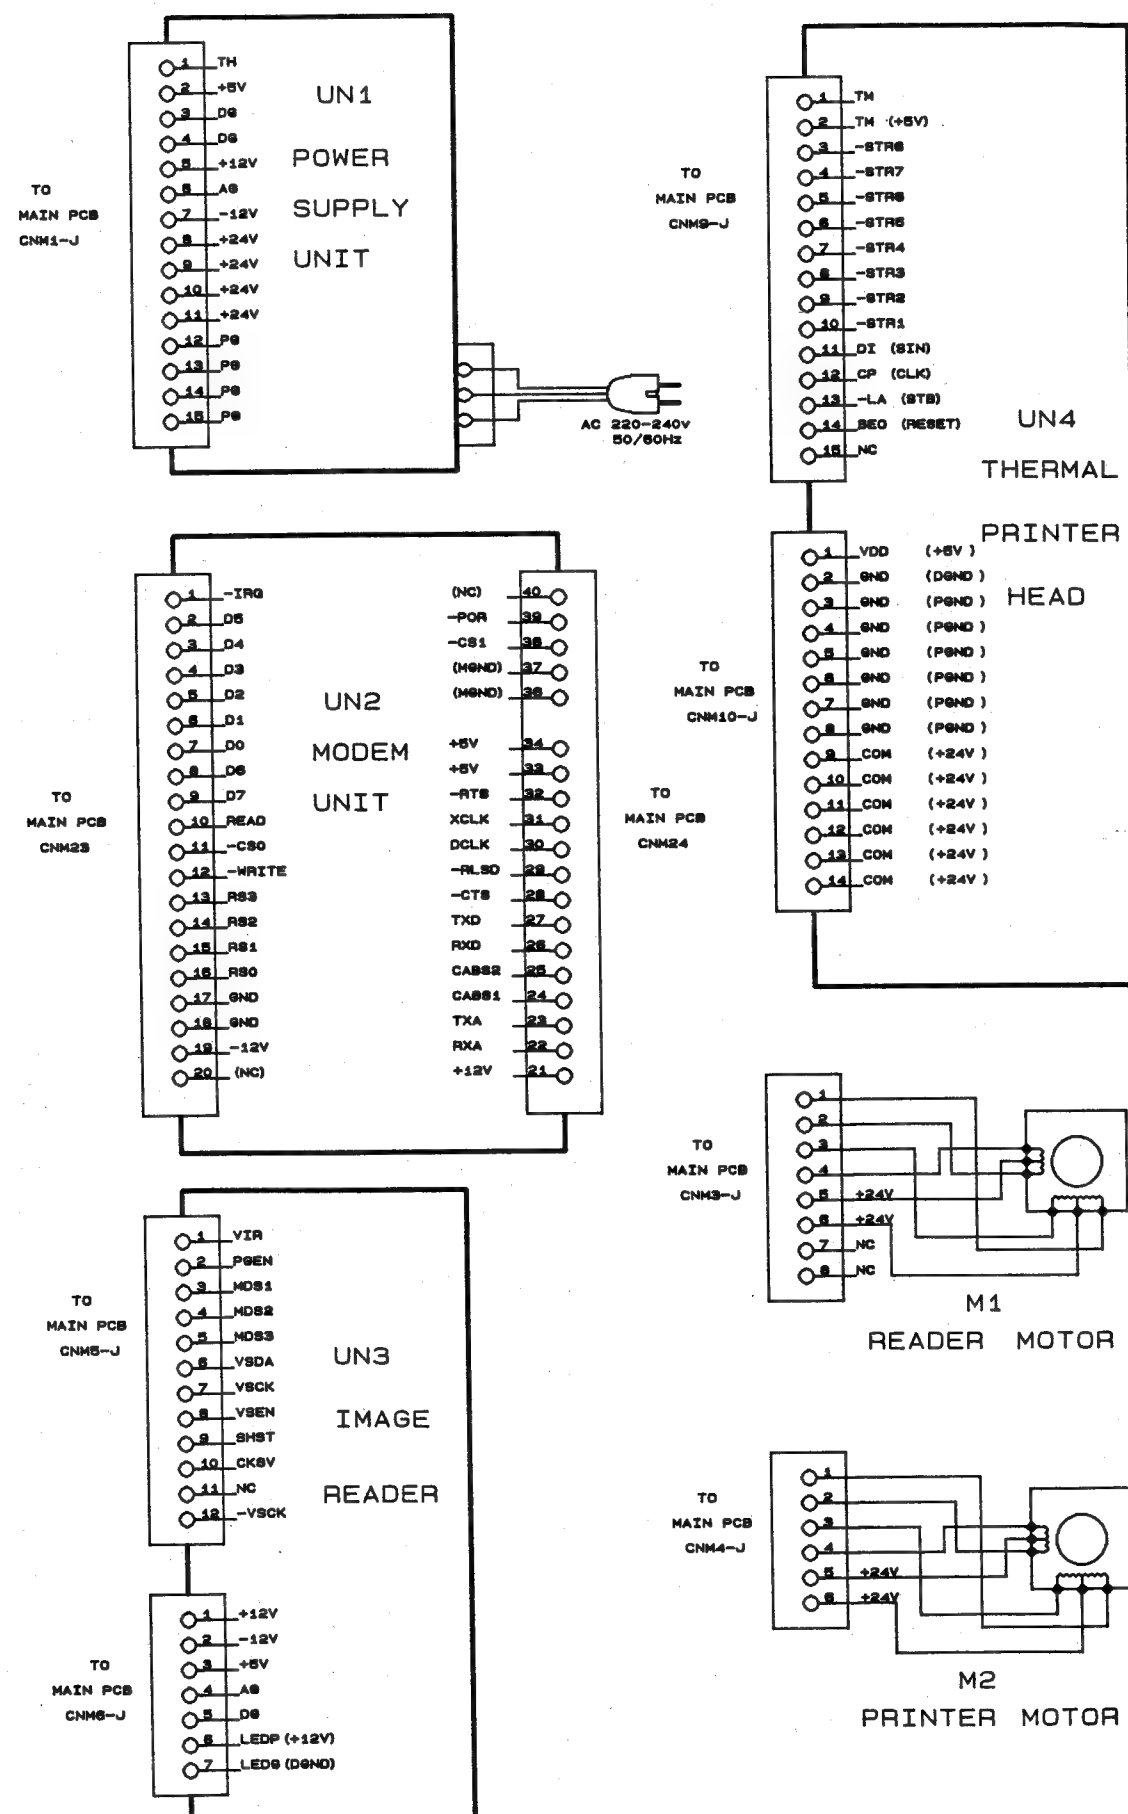 UN1
POWER
SUPPLY
UNIT
TO
MAIN PCB
CNM1-J
1 TH
2 +5V
3 DG
4 DG
5 +12V
6 AG
7 -12V
8 +24V
9 +24V
10 +24V
11 +24V
12 PG
13 PG
14 PG
15 PG
AC 220-240V
50/60Hz
UN2
MODEM
UNIT
TO
MAIN PCB
CNM23
1 -IRQ
2 D5
3 D4
4 D3
5 D2
6 D1
7 D0
8 D6
9 D7
10 READ
11 -CS0
12 -WRITE
13 RS3
14 RS2
15 RS1
16 RS0
17 GND
18 GND
19 -12V
20 (NC)
(NC) 40
-POR 39
-CS1 38
(MGND) 37
(MGND) 36
+5V 34
+5V 33
-RTS 32
XCLK 31
DCLK 30
-RLSD 29
-CTS 28
TXD 27
RXD 26
CABS2 25
CABS1 24
TXA 23
RXA 22
+12V 21
TO
MAIN PCB
CNM24
UN3
IMAGE
READER
TO
MAIN PCB
CNM5-J
1 VIR
2 PGEN
3 MDS1
4 MDS2
5 MDS3
6 VSDA
7 VSCK
8 VSEN
9 SHST
10 CKSV
11 NC
12 -VSCK
TO
MAIN PCB
CNM6-J
1 +12V
2 -12V
3 +5V
4 AG
5 DG
6 LEDP (+12V)
7 LEDG (DGND)
TO
MAIN PCB
CNM9-J
1 TM
2 TM (+5V)
3
4 -STR7
5 -STR6
6 -STR5
7 -STR4
8 -STR3
9 -STR2
10 -STR1
11 DI (SIN)
12 CP (CLK)
13 -LA (STB)
14 BEO (RESET)
15 NC
UN4
THERMAL
PRINTER
HEAD
TO
MAIN PCB
CNM10-J
1 VDD (+5V )
2 GND (DGND )
3 GND (PGND )
4 GND (PGND )
5 GND (PGND )
6 GND (PGND )
7 GND (PGND )
8 GND (PGND )
9 COM (+24V )
10 COM (+24V )
11 COM (+24V )
12 COM (+24V )
13 COM (+24V )
14 COM (+24V )
TO
MAIN PCB
CNM3-J
1
2
3
4
5 +24V
6 +24V
7 NC
8 NC
M1
READER MOTOR
TO
MAIN PCB
CNM4-J
1
2
3
4
5 +24V
6 +24V
M2
PRINTER MOTOR